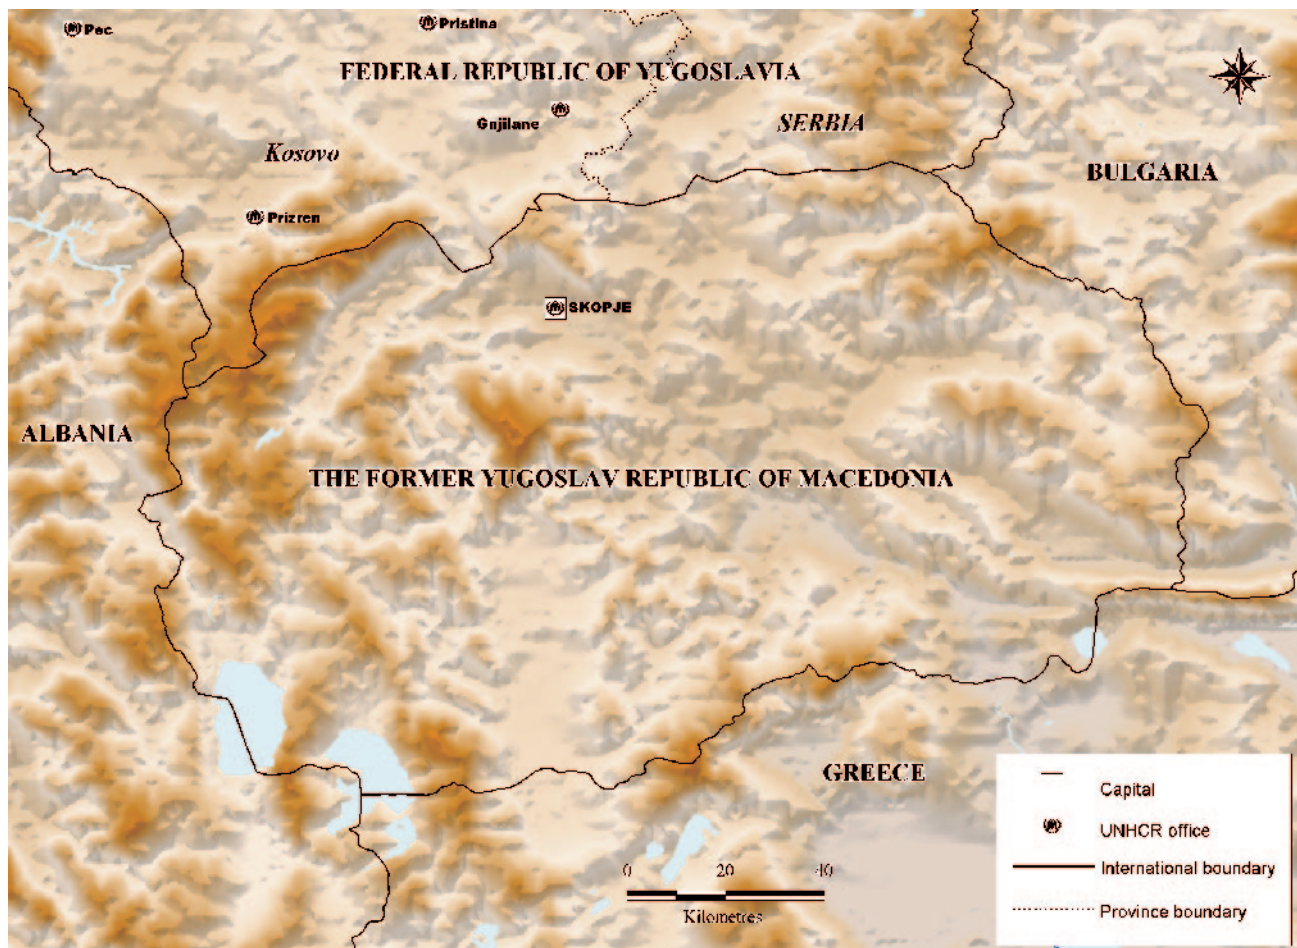 Pec
Pristina
FEDERAL REPUBLIC OF YUGOSLAVIA
Gnjilane
SERBIA
Kosovo
BULGARIA
Prizren
SKOPJE
ALBANIA
THE FORMER YUGOSLAV REPUBLIC OF MACEDONIA
GREECE
Capital
UNHCR office
International boundary
Province boundary
0 20 40
Kilometres